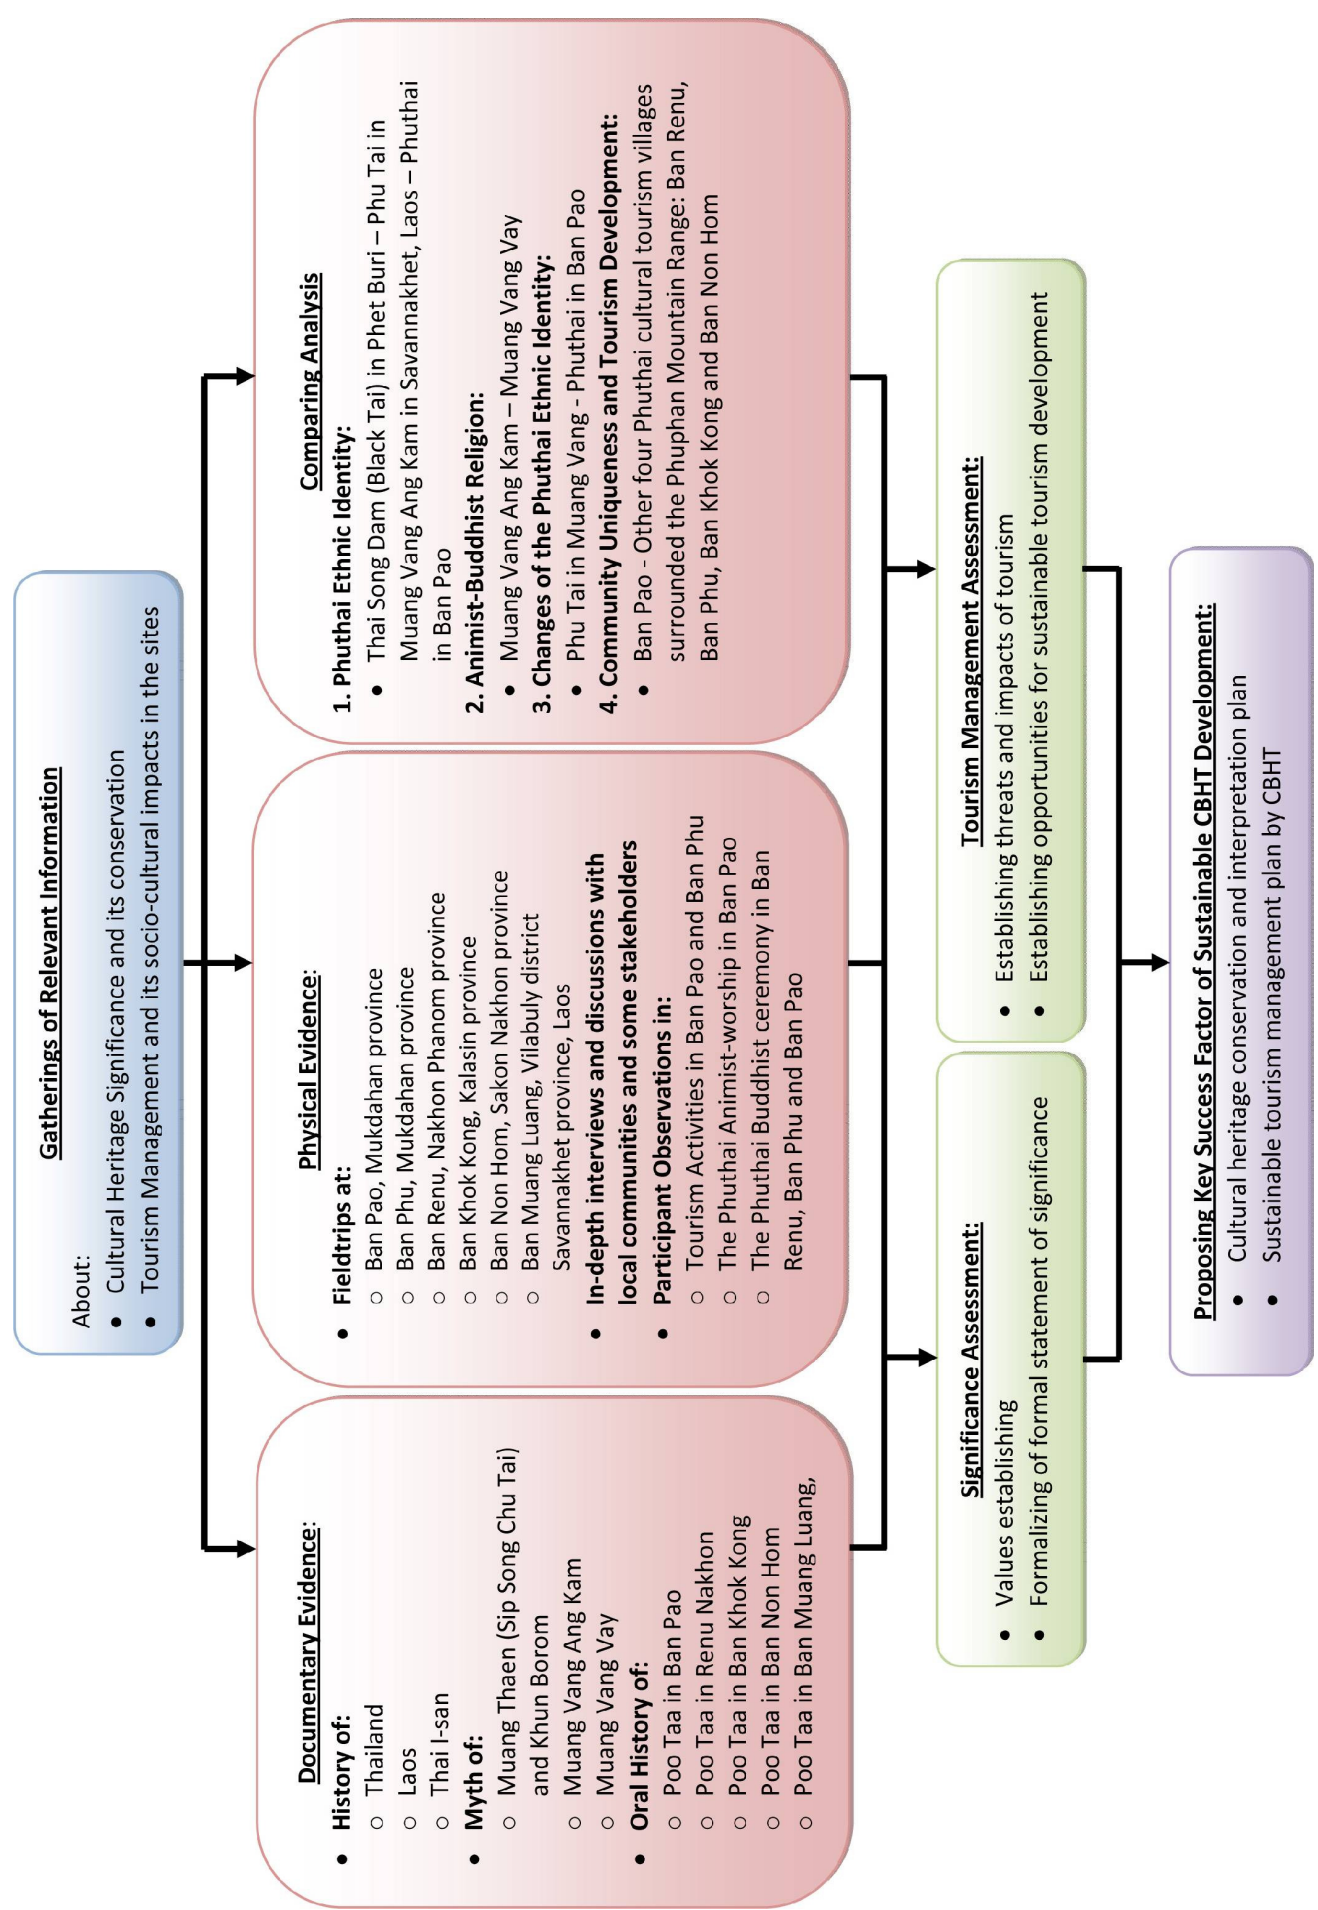 Gatherings of Relevant Information
About:
● Cultural Heritage Significance and its conservation
● Tourism Management and its socio-cultural impacts in the sites
Documentary Evidence:
● History of:
○ Thailand
○ Laos
○ Thai I-san
● Myth of:
○ Muang Thaen (Sip Song Chu Tai)
and Khun Borom
○ Muang Vang Ang Kam
○ Muang Vang Vay
● Oral History of:
○ Poo Taa in Ban Pao
○ Poo Taa in Renu Nakhon
○ Poo Taa in Ban Khok Kong
○ Poo Taa in Ban Non Hom
○ Poo Taa in Ban Muang Luang,
Physical Evidence:
● Fieldtrips at:
○ Ban Pao, Mukdahan province
○ Ban Phu, Mukdahan province
○ Ban Renu, Nakhon Phanom province
○ Ban Khok Kong, Kalasin province
○ Ban Non Hom, Sakon Nakhon province
○ Ban Muang Luang, Vilabuly district
Savannakhet province, Laos
● In-depth interviews and discussions with
local communities and some stakeholders
● Participant Observations in:
○ Tourism Activities in Ban Pao and Ban Phu
○ The Phuthai Animist-worship in Ban Pao
○ The Phuthai Buddhist ceremony in Ban
Renu, Ban Phu and Ban Pao
Comparing Analysis
1. Phuthai Ethnic Identity:
● Thai Song Dam (Black Tai) in Phet Buri – Phu Tai in
Muang Vang Ang Kam in Savannakhet, Laos – Phuthai
in Ban Pao
2. Animist-Buddhist Religion:
● Muang Vang Ang Kam – Muang Vang Vay
3. Changes of the Phuthai Ethnic Identity:
● Phu Tai in Muang Vang - Phuthai in Ban Pao
4. Community Uniqueness and Tourism Development:
● Ban Pao - Other four Phuthai cultural tourism villages
surrounded the Phuphan Mountain Range: Ban Renu,
Ban Phu, Ban Khok Kong and Ban Non Hom
Significance Assessment:
● Values establishing
● Formalizing of formal statement of significance
Tourism Management Assessment:
● Establishing threats and impacts of tourism
● Establishing opportunities for sustainable tourism development
Proposing Key Success Factor of Sustainable CBHT Development:
● Cultural heritage conservation and interpretation plan
● Sustainable tourism management plan by CBHT